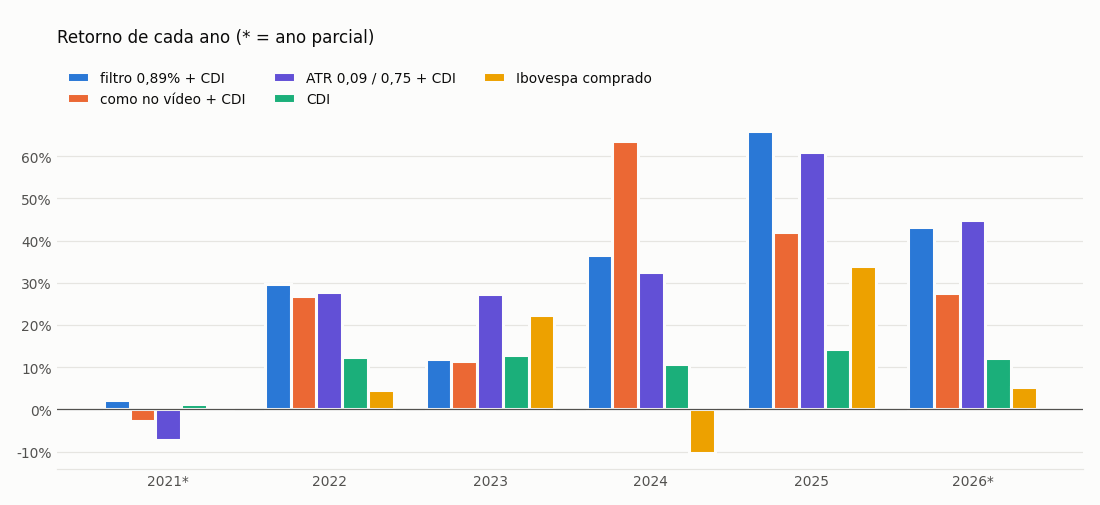 Retorno de cada ano (* = ano parcial)
filtro 0,89% + CDI
como no vídeo + CDI
ATR 0,09 / 0,75 + CDI
CDI
Ibovespa comprado
60%
50%
40%
30%
20%
10%
0%
-10%
2021*
2022
2023
2024
2025
2026*